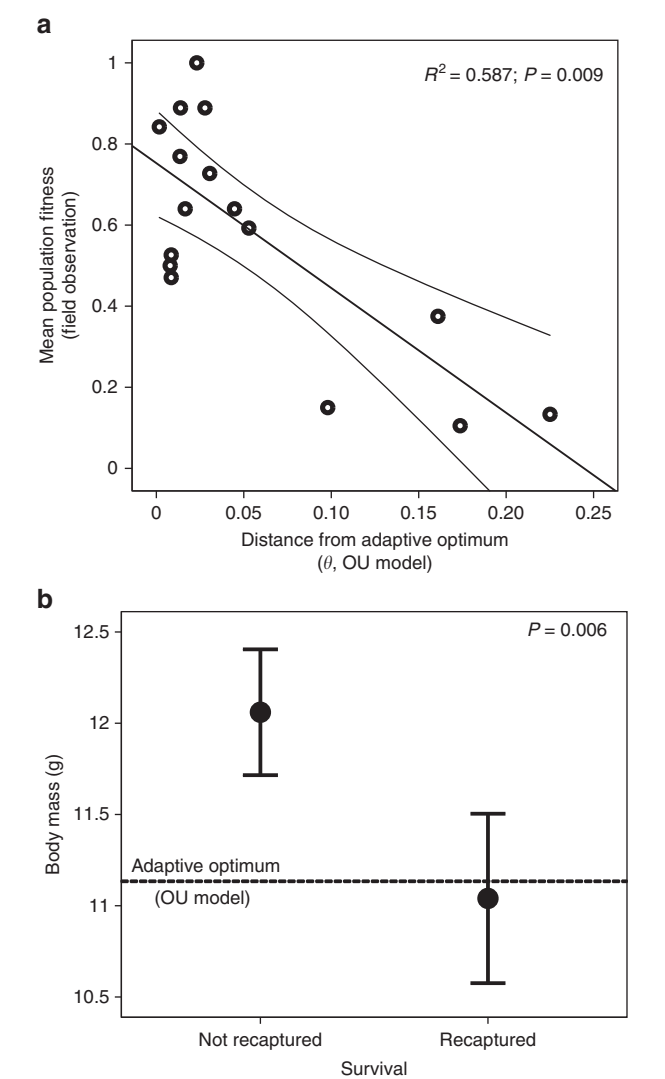 a
R² = 0.587; P = 0.009
Mean population fitness
(field observation)
1
0.8
0.6
0.4
0.2
0
0
0.05
0.10
0.15
0.20
0.25
Distance from adaptive optimum
(θ, OU model)
b
P = 0.006
Body mass (g)
12.5
12
11.5
11
10.5
Adaptive optimum
(OU model)
Not recaptured
Recaptured
Survival